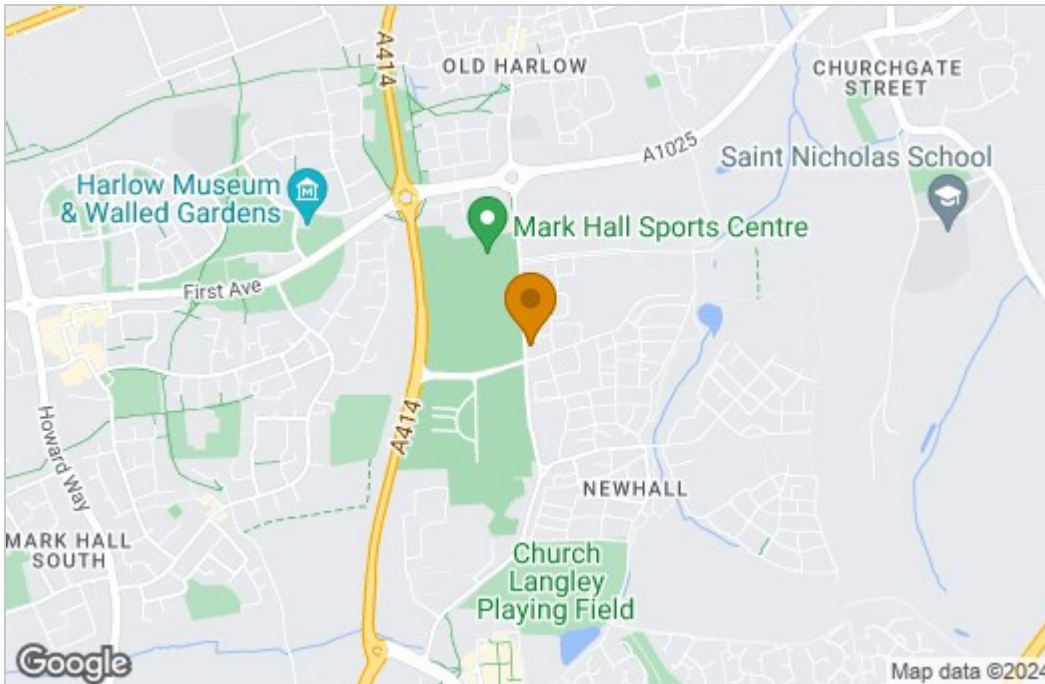 A414
OLD HARLOW
CHURCHGATE
STREET
A1025
Saint Nicholas School
Harlow Museum
& Walled Gardens
Mark Hall Sports Centre
First Ave
A414
Howard Way
NEWHALL
MARK HALL
SOUTH
Church
Langley
Playing Field
Google
Map data ©2024